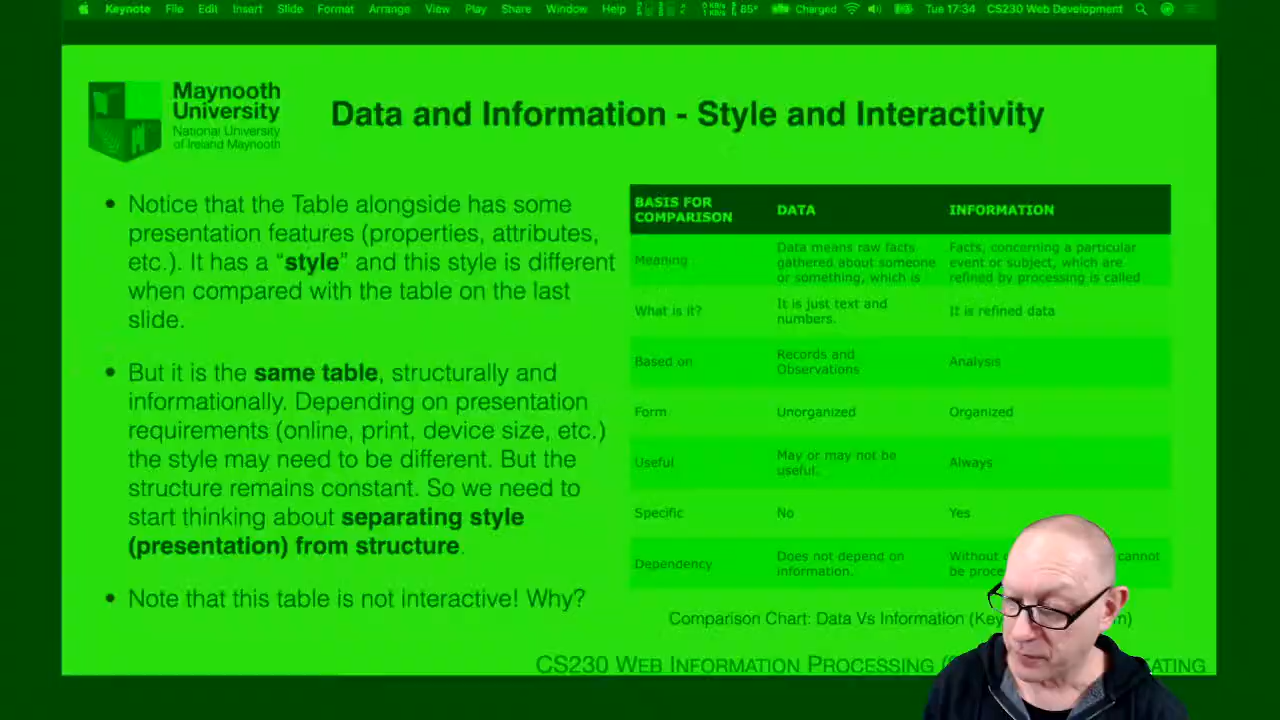 Keynote File Edit Insert Slide Format Arrange View Play Share Window Help 85° Charged Tue 17:34 CS230 Web Development
Maynooth
University
National University
of Ireland Maynooth
Data and Information - Style and Interactivity
• Notice that the Table alongside has some
presentation features (properties, attributes,
etc.). It has a “style” and this style is different
when compared with the table on the last
slide.
• But it is the same table, structurally and
informationally. Depending on presentation
requirements (online, print, device size, etc.)
the style may need to be different. But the
structure remains constant. So we need to
start thinking about separating style
(presentation) from structure.
• Note that this table is not interactive! Why?
BASIS FOR
COMPARISON
DATA
INFORMATION
Meaning
Data means raw facts
gathered about someone
or something, which is
Facts, concerning a particular
event or subject, which are
refined by processing is called
What is it?
It is just text and
numbers.
It is refined data
Based on
Records and
Observations
Analysis
Form
Unorganized
Organized
Useful
May or may not be
useful.
Always
Specific
No
Yes
Dependency
Does not depend on
information.
Without cannot
be
Comparison Chart: Data Vs Information
CS230 WEB INFORMATION PROCESSING